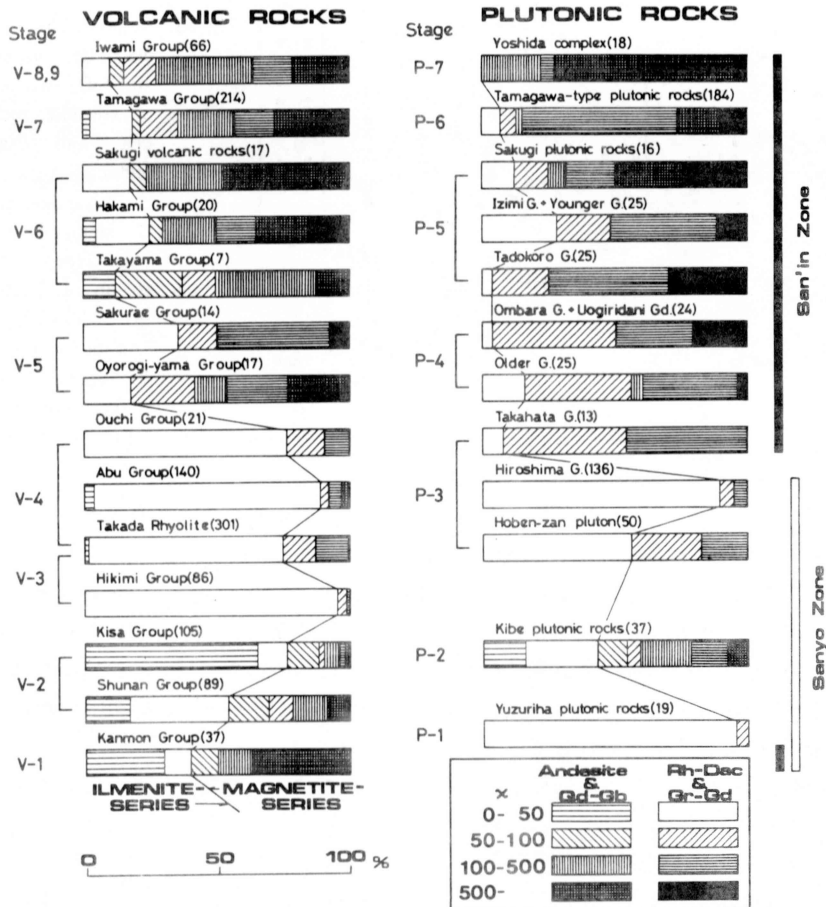 VOLCANIC ROCKS
Stage
Iwami Group(66)
V-8,9
Tamagawa Group(214)
V-7
Sakugi volcanic rocks(17)
Hakami Group(20)
V-6
Takayama Group(7)
Sakurae Group(14)
V-5
Oyorogi-yama Group(17)
Ouchi Group(21)
Abu Group(140)
V-4
Takada Rhyolite(301)
V-3
Hikimi Group(86)
Kisa Group(105)
V-2
Shunan Group(89)
Kanmon Group(37)
V-1
ILMENITE- MAGNETITE-
SERIES SERIES
0 50 100 %
PLUTONIC ROCKS
Stage
Yoshida complex(18)
P-7
Tamagawa-type plutonic rocks(184)
P-6
Sakugi plutonic rocks(16)
Izimi G.+Younger G.(25)
P-5
Tadokoro G.(25)
Ombara G.+Uogiridani Gd.(24)
P-4
Older G.(25)
Takahata G.(13)
Hiroshima G.(136)
P-3
Hoben-zan pluton(50)
Kibe plutonic rocks(37)
P-2
Yuzuriha plutonic rocks(19)
P-1
San'in Zone
Sanyo Zone
Andesite Rh-Dac
& &
χ Qd-Gb Gr-Gd
0- 50
50-100
100-500
500-